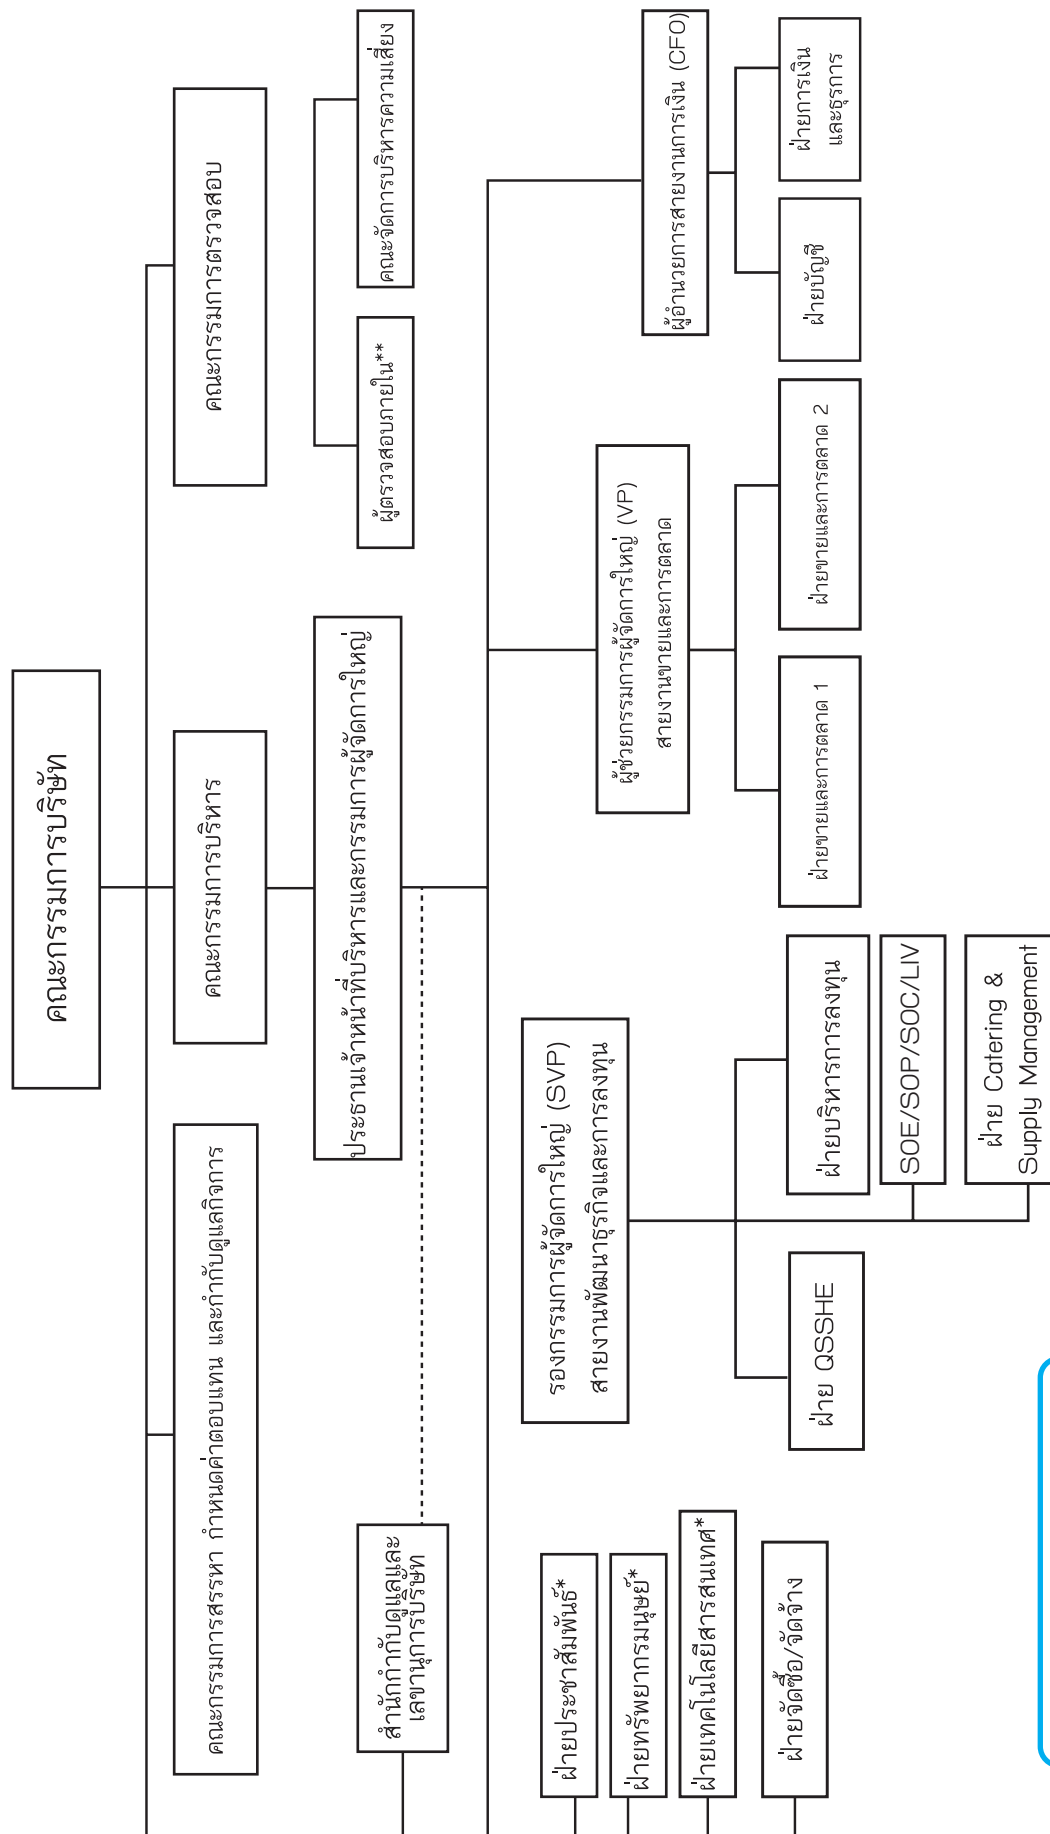 คณะกรรมการบริษัท
คณะกรรมการสรรหา กำหนดค่าตอบแทน และกำกับดูแลกิจการ
คณะกรรมการบริหาร
คณะกรรมการตรวจสอบ
ประธานเจ้าหน้าที่บริหารและกรรมการผู้จัดการใหญ่
สำนักกำกับดูแลและ
เลขานุการบริษัท
ผู้ตรวจสอบภายใน**
คณะจัดการบริหารความเสี่ยง
ฝ่ายประชาสัมพันธ์*
ฝ่ายทรัพยากรมนุษย์*
ฝ่ายเทคโนโลยีสารสนเทศ*
ฝ่ายจัดซื้อ/จัดจ้าง
รองกรรมการผู้จัดการใหญ่ (SVP)
สายงานพัฒนาธุรกิจและการลงทุน
ฝ่าย QSSHE
ฝ่ายบริหารการลงทุน
SOE/SOP/SOC/LIV
ฝ่าย Catering &
Supply Management
ผู้ช่วยกรรมการผู้จัดการใหญ่ (VP)
สายงานขายและการตลาด
ฝ่ายขายและการตลาด 1
ฝ่ายขายและการตลาด 2
ผู้อำนวยการสายงานการเงิน (CFO)
ฝ่ายบัญชี
ฝ่ายการเงิน
และธุรการ